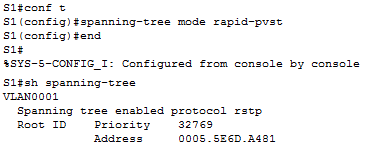 S1#conf t
S1(config)#spanning-tree mode rapid-pvst
S1(config)#end
S1#
%SYS-5-CONFIG_I: Configured from console by console
S1#sh spanning-tree
VLAN0001
  Spanning tree enabled protocol rstp
  Root ID    Priority    32769
             Address     0005.5E6D.A481